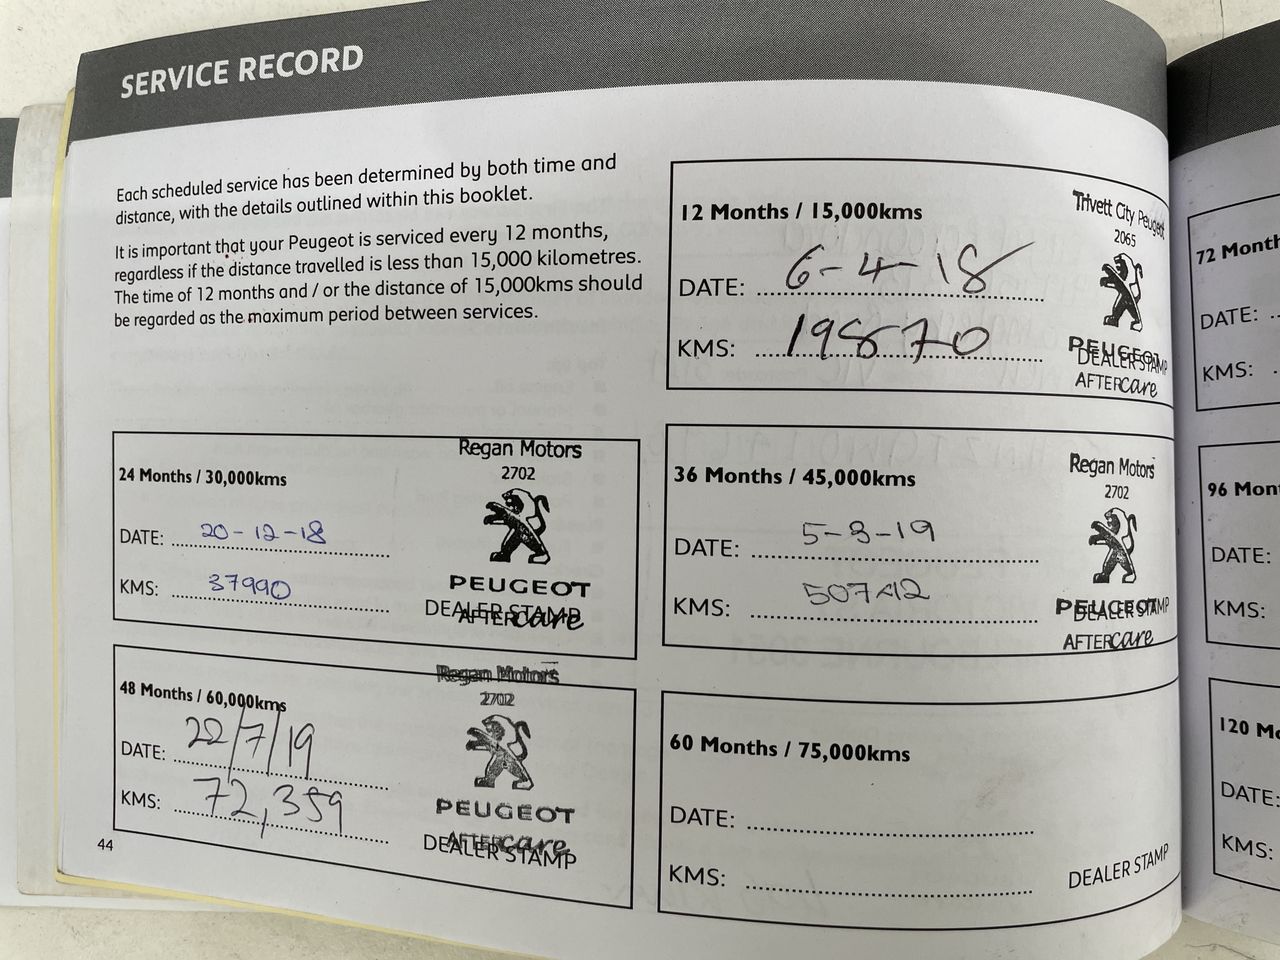 SERVICE RECORD
Each scheduled service has been determined by both time and
distance, with the details outlined within this booklet.
It is important that your Peugeot is serviced every 12 months,
regardless if the distance travelled is less than 15,000 kilometres.
The time of 12 months and / or the distance of 15,000kms should
be regarded as the maximum period between services.
12 Months / 15,000kms
DATE: 6-4-18
KMS: 19870
Trivett City Peugeot
2065
PEUGEOT
DEALER STAMP
AFTERcare
24 Months / 30,000kms
DATE: 20-12-18
KMS: 37990
Regan Motors
2702
PEUGEOT
DEALER STAMP
AFTERcare
36 Months / 45,000kms
DATE: 5-3-19
KMS:
Regan Motors
2702
PEUGEOT
DEALER STAMP
AFTERcare
48 Months / 60,000kms
DATE: 22/7/19
KMS: 72,359
Regan Motors
2702
PEUGEOT
AFTERcare
DEALER STAMP
60 Months / 75,000kms
DATE:
KMS:
DEALER STAMP
44
72 Month
DATE:
KMS:
96 Mon
DATE:
KMS:
120 Mo
DATE:
KMS: